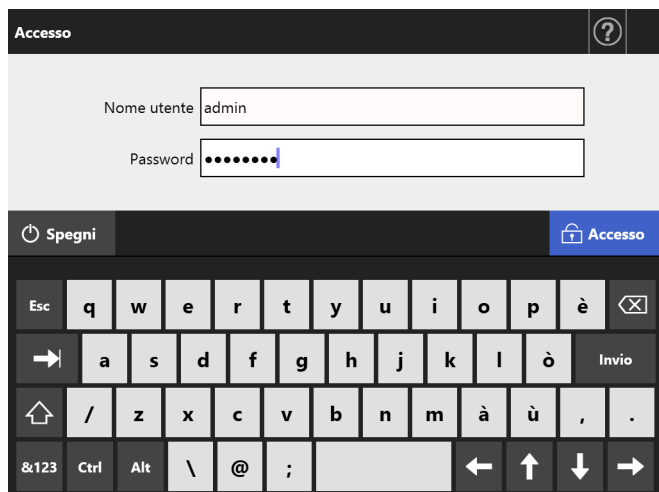 Accesso ?
Nome utente admin
Password ••••••••
Spegni Accesso
Esc q w e r t y u i o p è
a s d f g h j k l ò Invio
/ z x c v b n m à ù , .
&123 Ctrl Alt \ @ ;